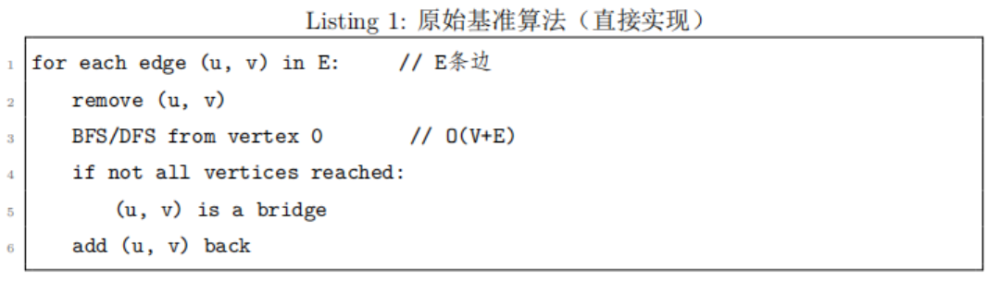 Listing 1: 原始基准算法（直接实现）
1 for each edge (u, v) in E: // E条边
2 remove (u, v)
3 BFS/DFS from vertex 0 // O(V+E)
4 if not all vertices reached:
5 (u, v) is a bridge
6 add (u, v) back